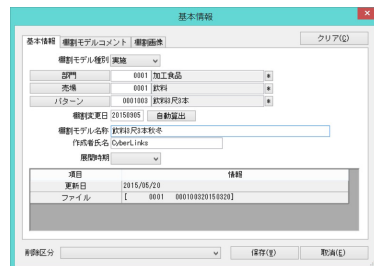 基本情報
基本情報 棚割モデルコメント 棚割画像
クリア(C)
棚割モデル種別 実施
部門 0001 加工食品 *
売場 0001 飲料 *
パターン 0001003 飲料8尺3本 *
棚割変更日 20150905 自動算出
棚割モデル名称 飲料8尺3本秋冬
作成者氏名 CyberLinks
展開時期
項目 情報
更新日 2015/05/20
ファイル [ 0001 000100320150320]
削除区分
保存(Y) 取消(E)